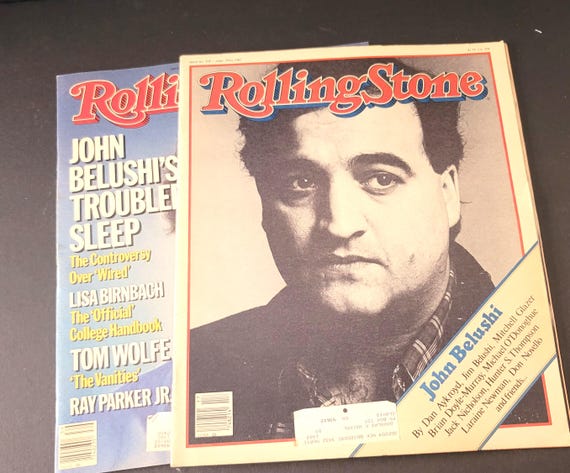 Rolli
JOHN
BELUSHI'S
TROUBLE
SLEEP
The Controversy
Over 'Wired'
LISA BIRNBACH
The 'Official'
College Handbook
TOM WOLFE
'The Vanities'
RAY PARKER JR.
RollingStone
John Belushi
By Dan Aykroyd, Jim Belushi, Mitchell Glazer
Brian Doyle-Murray, Michael O'Donoghue
Jack Nicholson, Hunter S. Thompson
Laraine Newman, Don Novello
and friends.